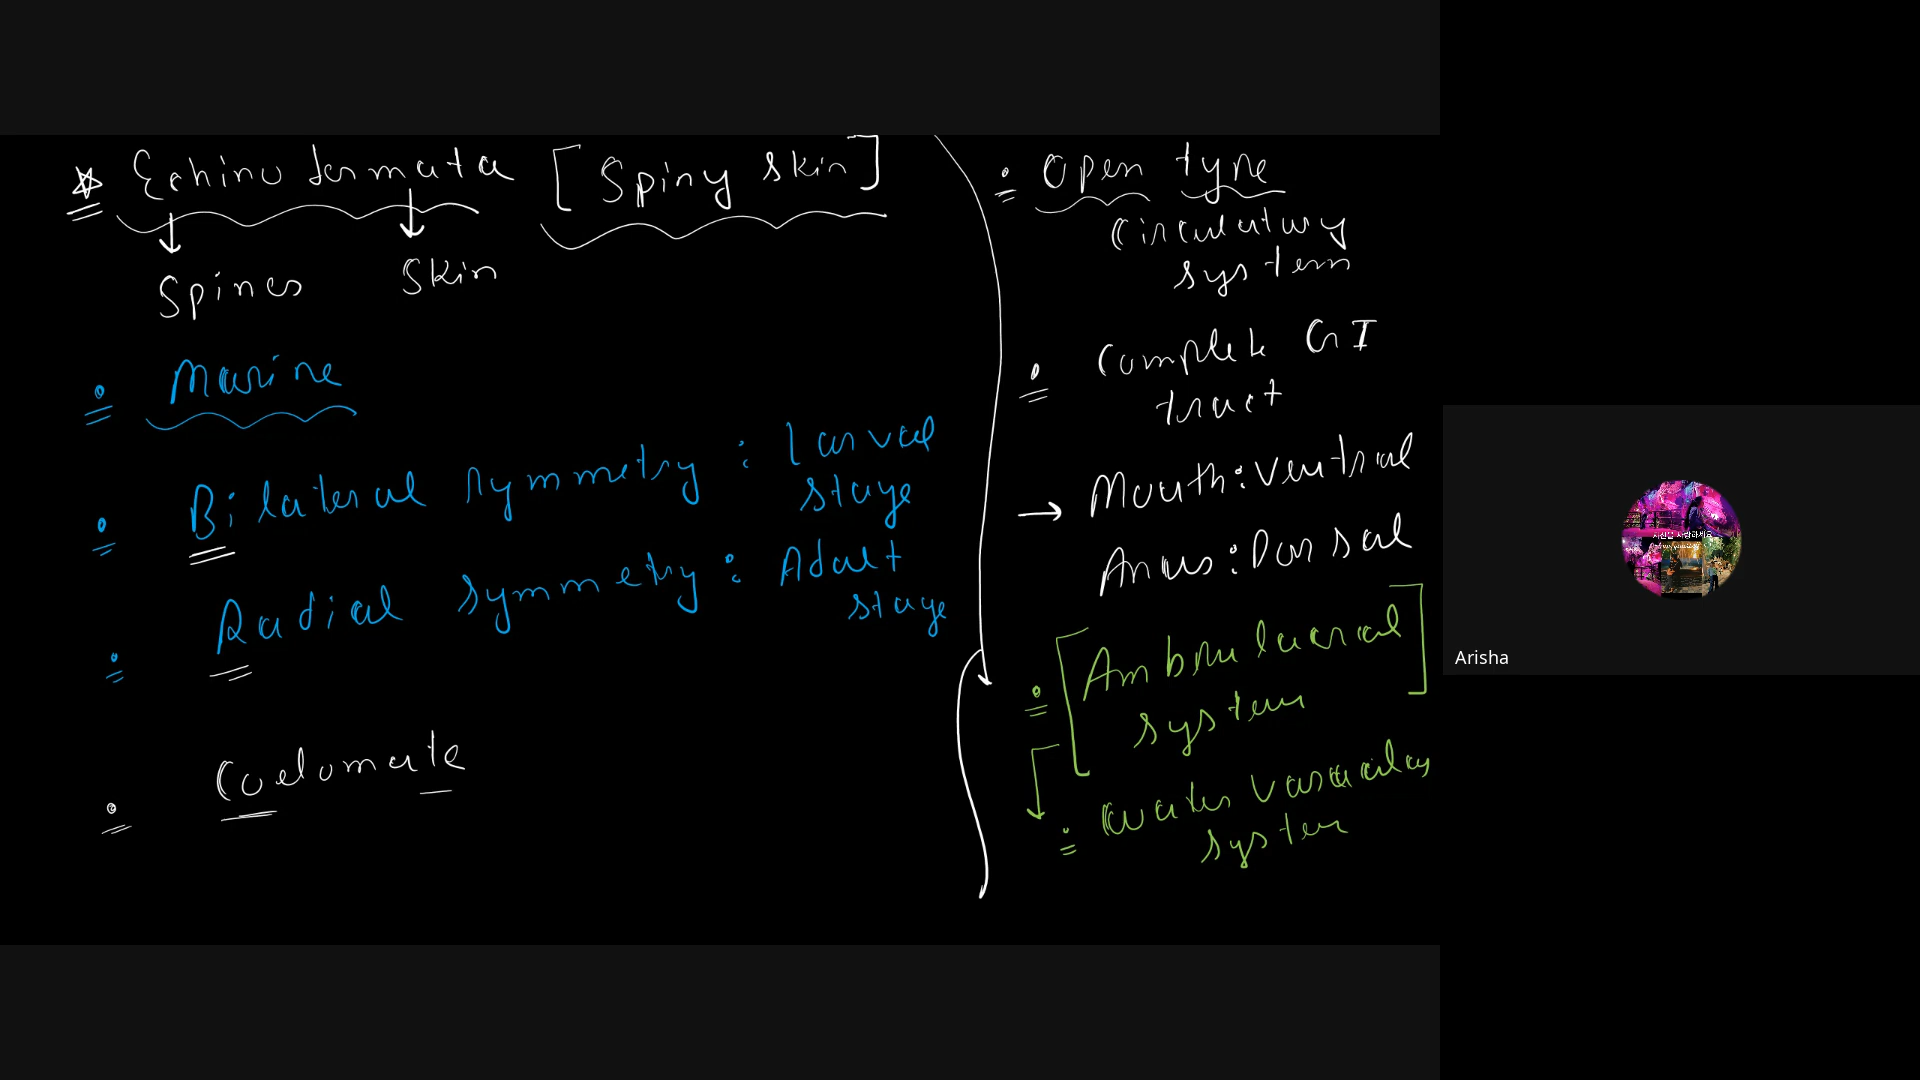 Echinodermata [Spiny skin]
Spines Skin
Marine
Bilateral symmetry : Larval
stage
Radial symmetry : Adult
stage
Coelomate
Open type
Circulatory
system
Complete GI
tract
→ Mouth : Ventral
Anus : Dorsal
[Ambulacral
system]
Water vascular
system
Arisha